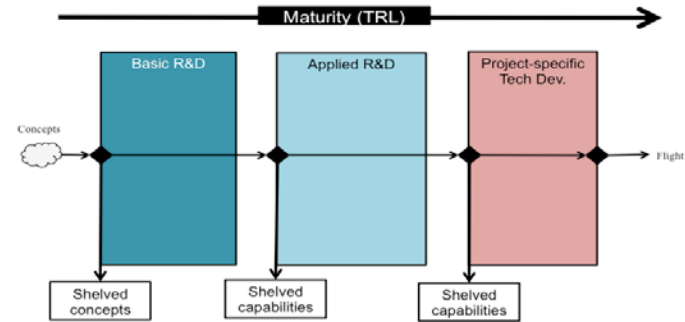 Maturity (TRL)
Basic R&D
Applied R&D
Project-specific
Tech Dev.
Concepts
Flight
Shelved
concepts
Shelved
capabilities
Shelved
capabilities